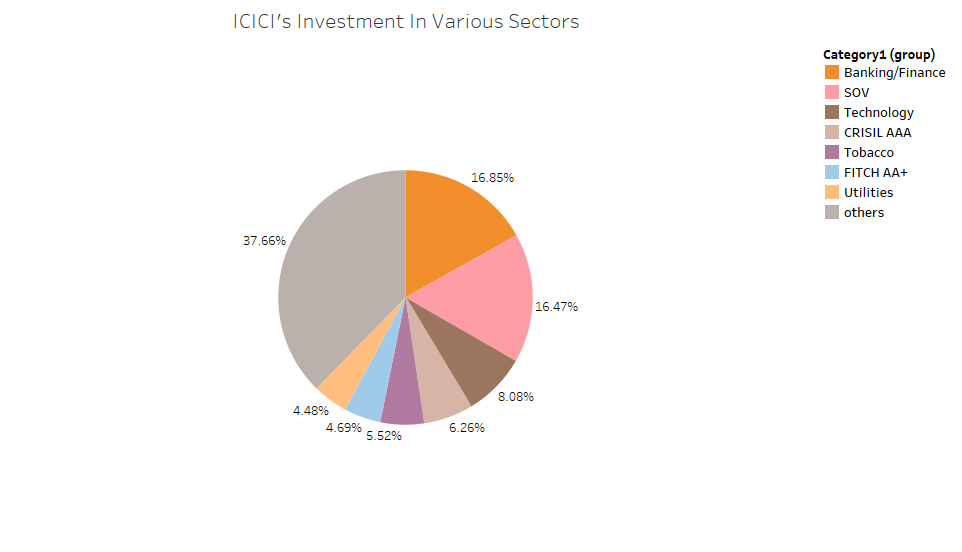 ICICI's Investment In Various Sectors
Category1 (group)
Banking/Finance
SOV
Technology
CRISIL AAA
Tobacco
FITCH AA+
Utilities
others
16.85%
16.47%
8.08%
6.26%
5.52%
4.69%
4.48%
37.66%